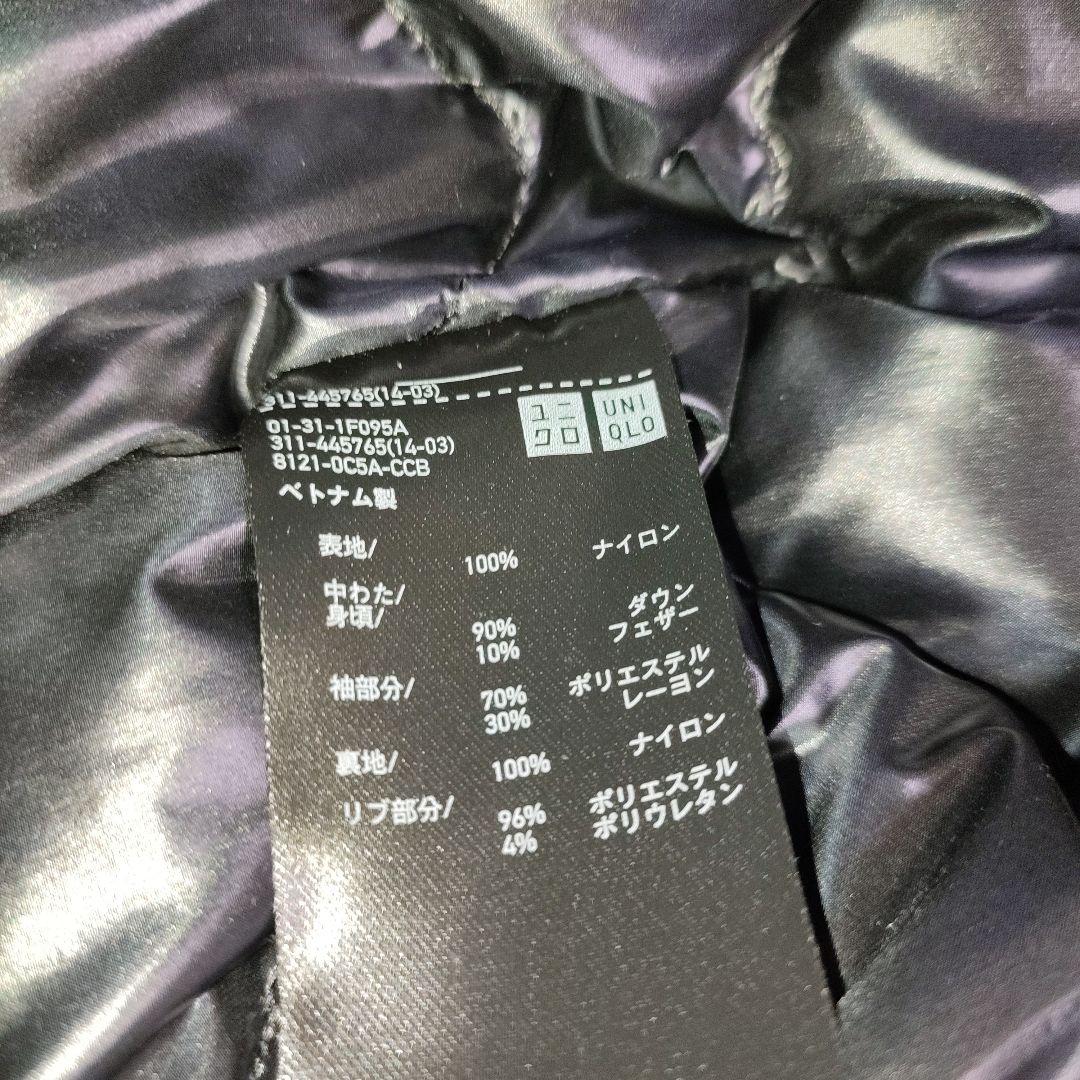 311-445765(14-03)
01-31-1F095A
311-445765(14-03)
8121-0C5A-CCB
ユニクロ
UNIQLO
ベトナム製
表地/ 100% ナイロン
中わた/
身頃/ 90% ダウン
10% フェザー
袖部分/ 70% ポリエステル
30% レーヨン
裏地/ 100% ナイロン
リブ部分/ 96% ポリエステル
4% ポリウレタン